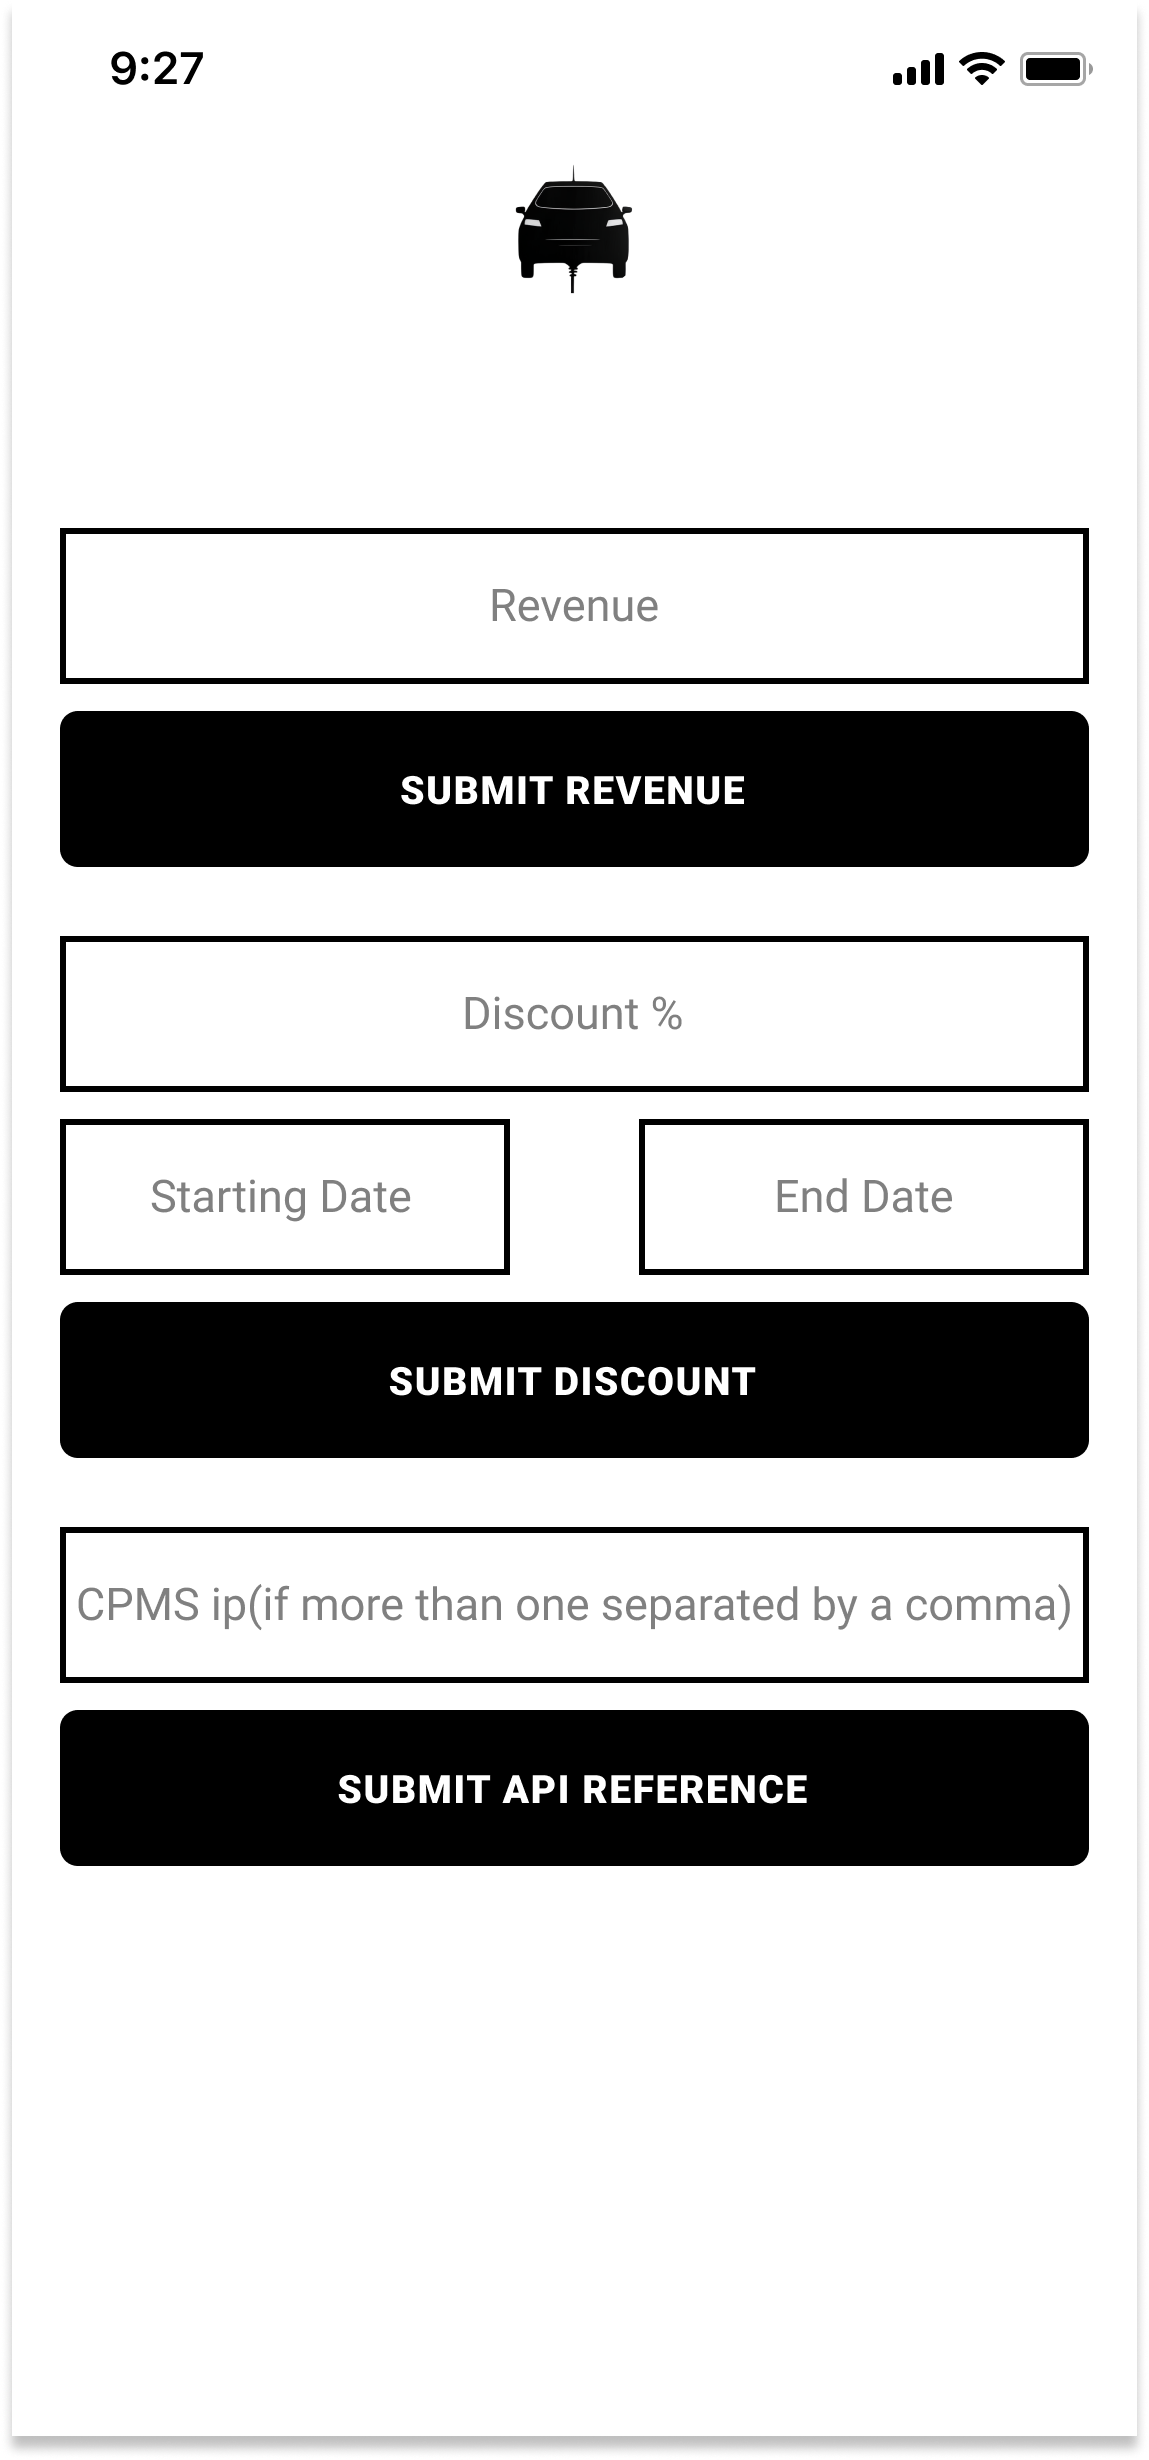 9:27
Revenue
SUBMIT REVENUE
Discount %
Starting Date End Date
SUBMIT DISCOUNT
CPMS ip(if more than one separated by a comma)
SUBMIT API REFERENCE